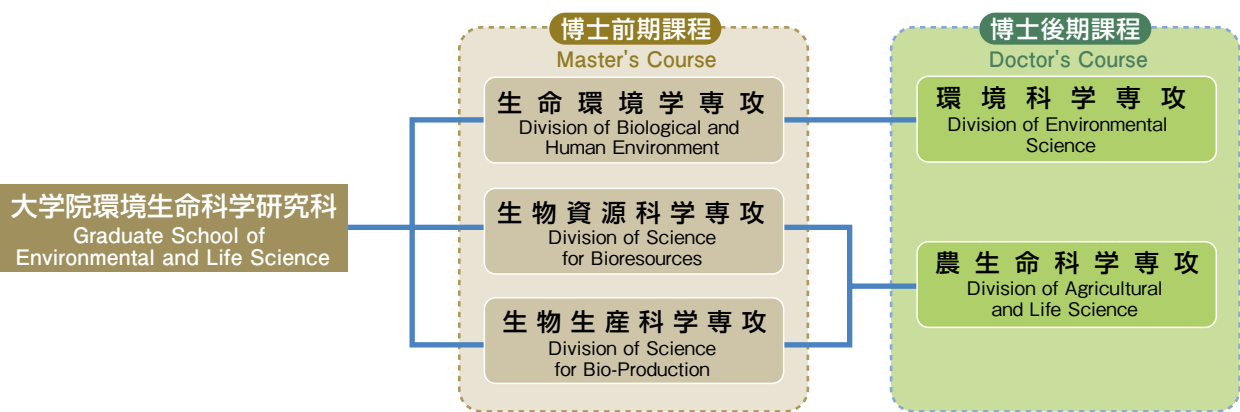 大学院環境生命科学研究科
Graduate School of
Environmental and Life Science
博士前期課程
Master's Course
生命環境学専攻
Division of Biological and
Human Environment
生物資源科学専攻
Division of Science
for Bioresources
生物生産科学専攻
Division of Science
for Bio-Production
博士後期課程
Doctor's Course
環境科学専攻
Division of Environmental
Science
農生命科学専攻
Division of Agricultural
and Life Science